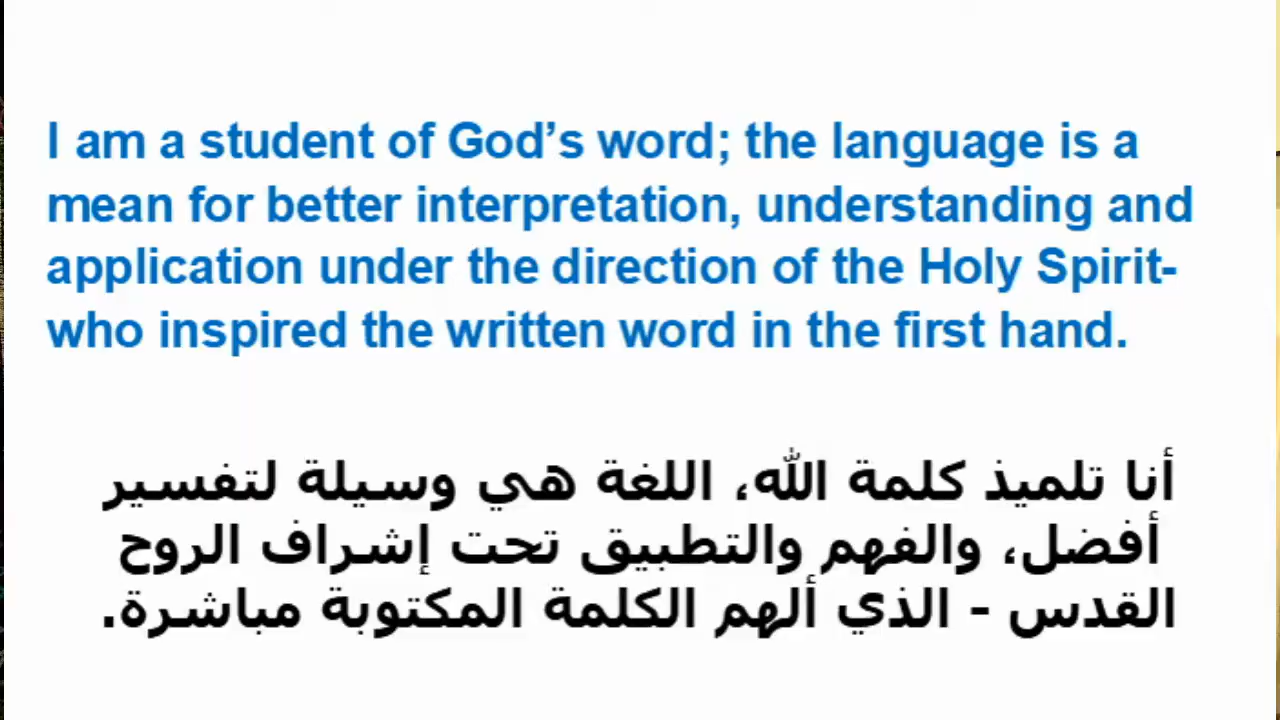 I am a student of God’s word; the language is a
mean for better interpretation, understanding and
application under the direction of the Holy Spirit-
who inspired the written word in the first hand.
أنا تلميذ كلمة الله، اللغة هي وسيلة لتفسير
أفضل، والفهم والتطبيق تحت إشراف الروح
القدس - الذي ألهم الكلمة المكتوبة مباشرة.